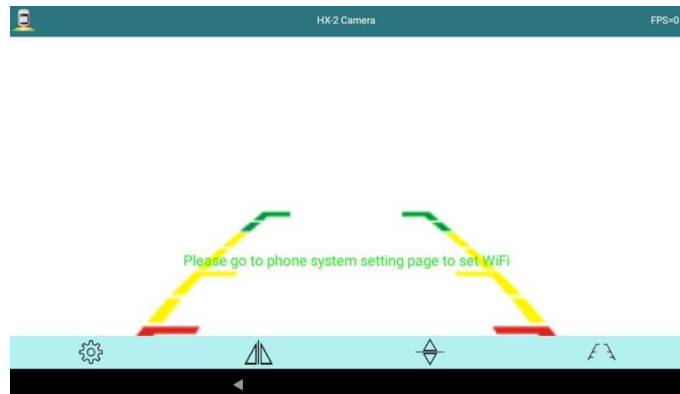 HX-2 Camera
FPS=0
Please go to phone system setting page to set WiFi